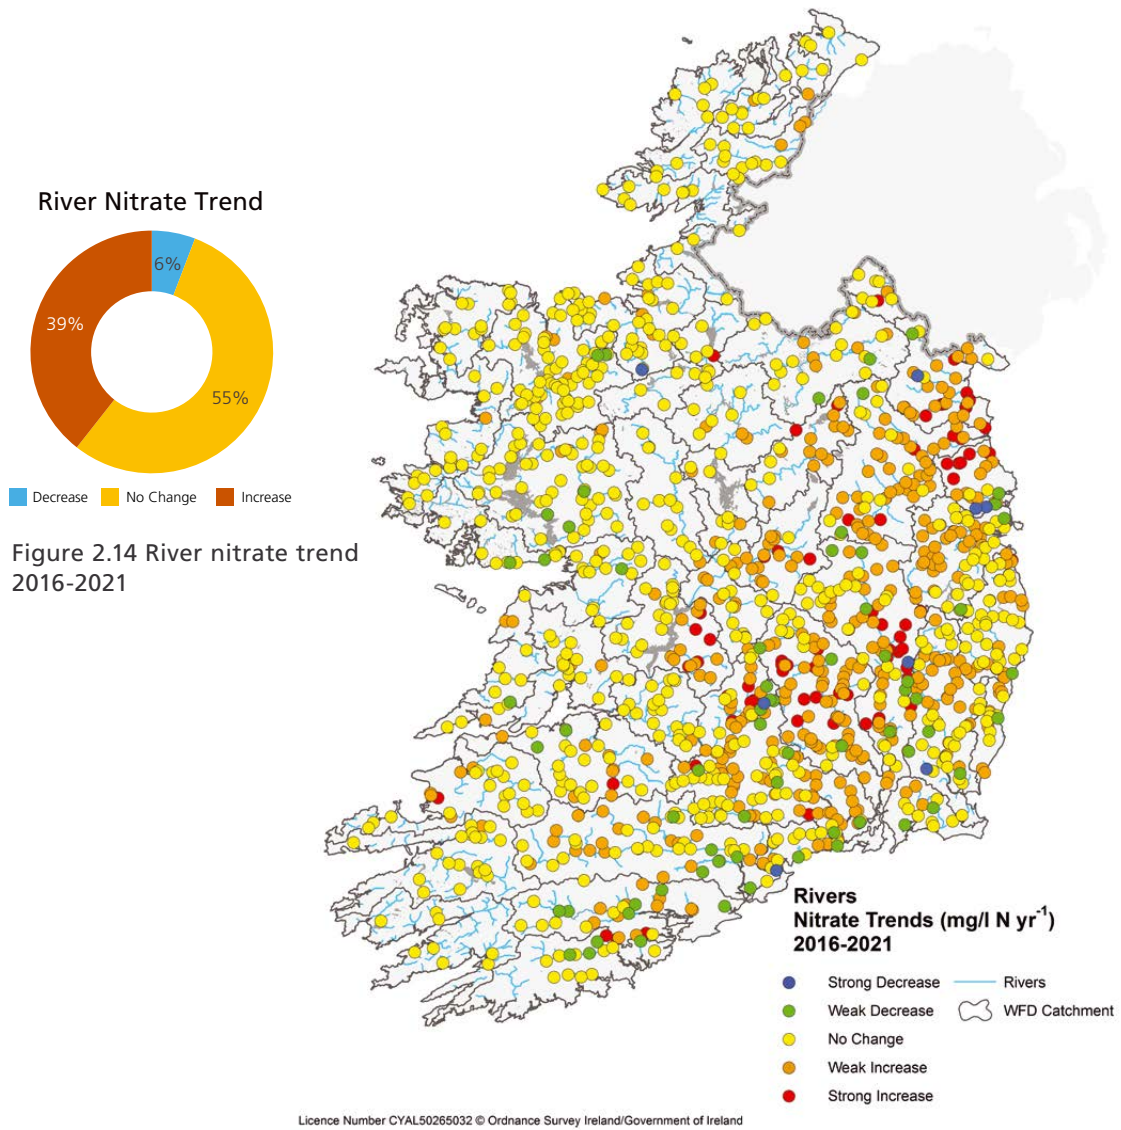 River Nitrate Trend
6%
39%
55%
Decrease No Change Increase
Figure 2.14 River nitrate trend
2016-2021
Rivers
Nitrate Trends (mg/l N yr⁻¹)
2016-2021
Strong Decrease Rivers
Weak Decrease WFD Catchment
No Change
Weak Increase
Strong Increase
Licence Number CYAL50265032 © Ordnance Survey Ireland/Government of Ireland